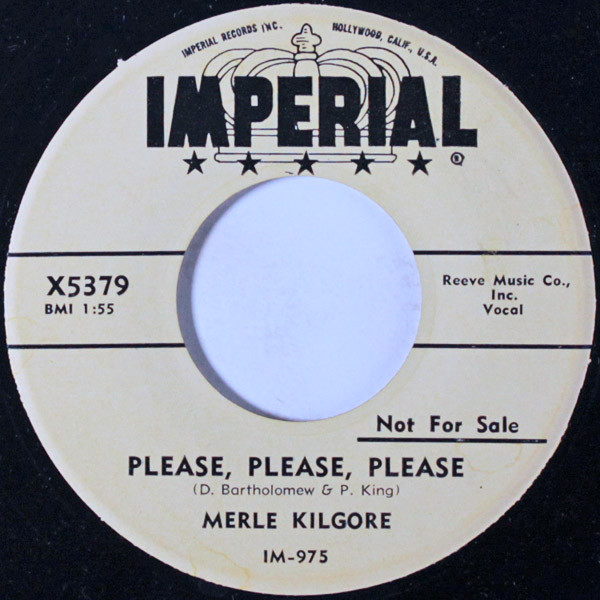 IMPERIAL RECORDS INC. HOLLYWOOD, CALIF., U.S.A.
IMPERIAL
®
X5379
BMI 1:55
Reeve Music Co.,
Inc.
Vocal
Not For Sale
PLEASE, PLEASE, PLEASE
(D. Bartholomew & P. King)
MERLE KILGORE
IM-975